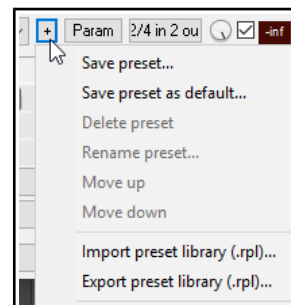 + Param 2/4 in 2 ou -inf
Save preset...
Save preset as default...
Delete preset
Rename preset...
Move up
Move down
Import preset library (.rpl)...
Export preset library (.rpl)...